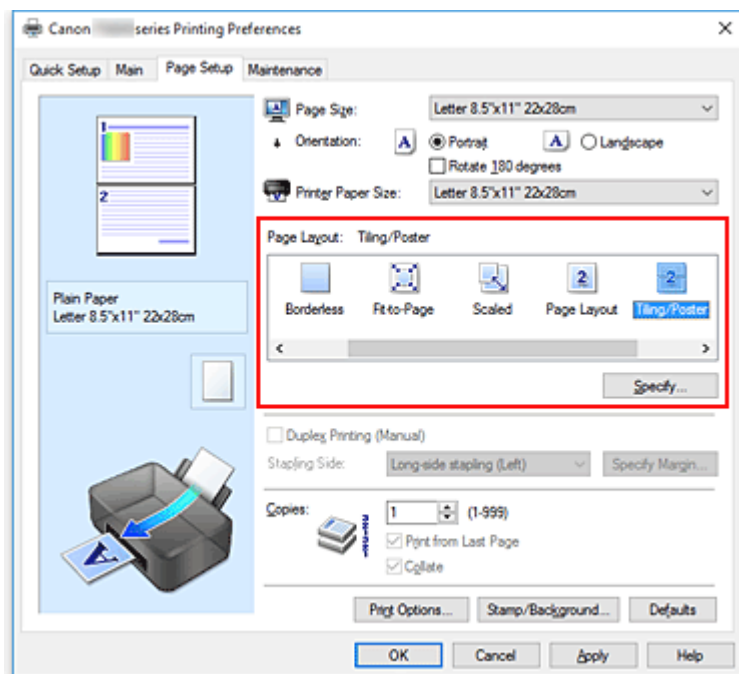 Canon series Printing Preferences
Quick Setup Main Page Setup Maintenance
1
2
Plain Paper
Letter 8.5"x11" 22x28cm
A
Page Size: Letter 8.5"x11" 22x28cm
Orientation: A Portrait A Landscape
Rotate 180 degrees
Printer Paper Size: Letter 8.5"x11" 22x28cm
Page Layout: Tiling/Poster
2 2
Borderless Fit-to-Page Scaled Page Layout Tiling/Poster
Specify...
Duplex Printing (Manual)
Stapling Side: Long-side stapling (Left) Specify Margin...
Copies: 1 (1-999)
Print from Last Page
Collate
Print Options... Stamp/Background... Defaults
OK Cancel Apply Help